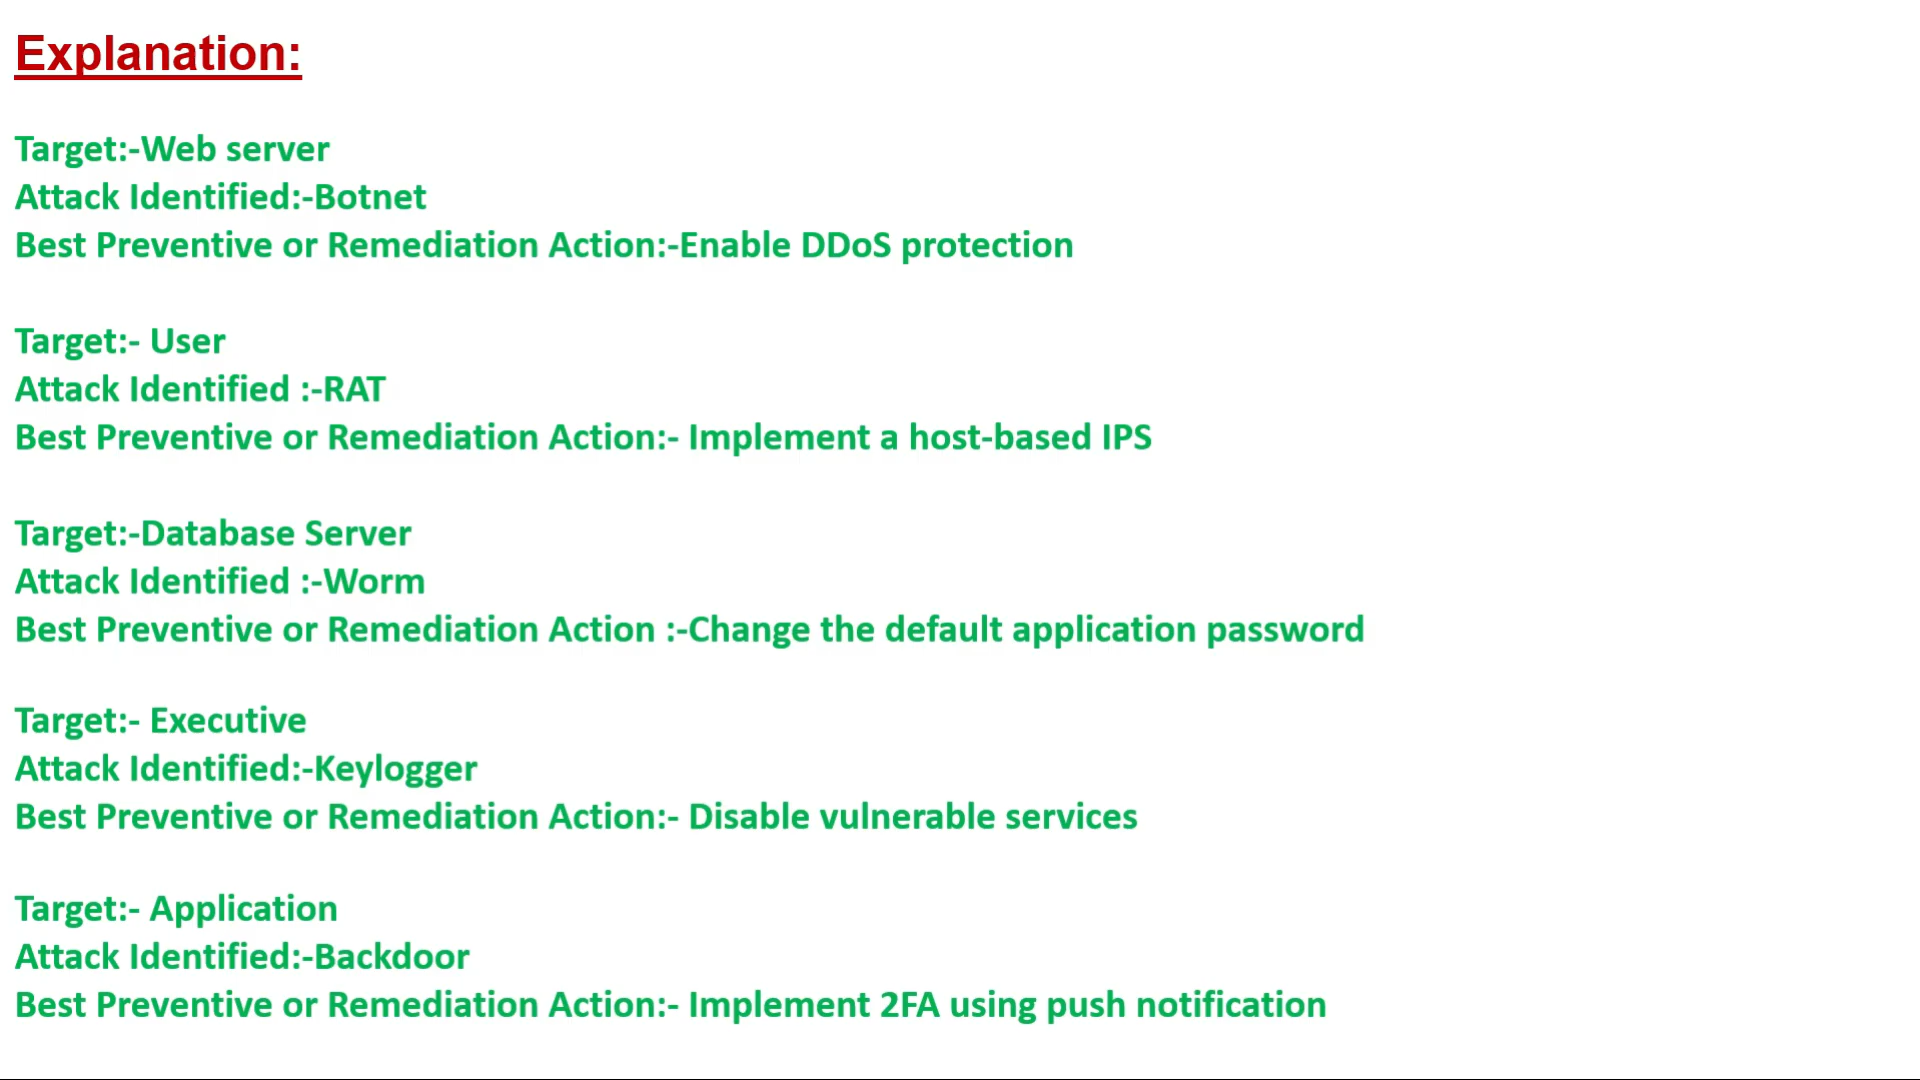 Explanation:
Target:-Web server
Attack Identified:-Botnet
Best Preventive or Remediation Action:-Enable DDoS protection
Target:- User
Attack Identified :-RAT
Best Preventive or Remediation Action:- Implement a host-based IPS
Target:-Database Server
Attack Identified :-Worm
Best Preventive or Remediation Action :-Change the default application password
Target:- Executive
Attack Identified:-Keylogger
Best Preventive or Remediation Action:- Disable vulnerable services
Target:- Application
Attack Identified:-Backdoor
Best Preventive or Remediation Action:- Implement 2FA using push notification